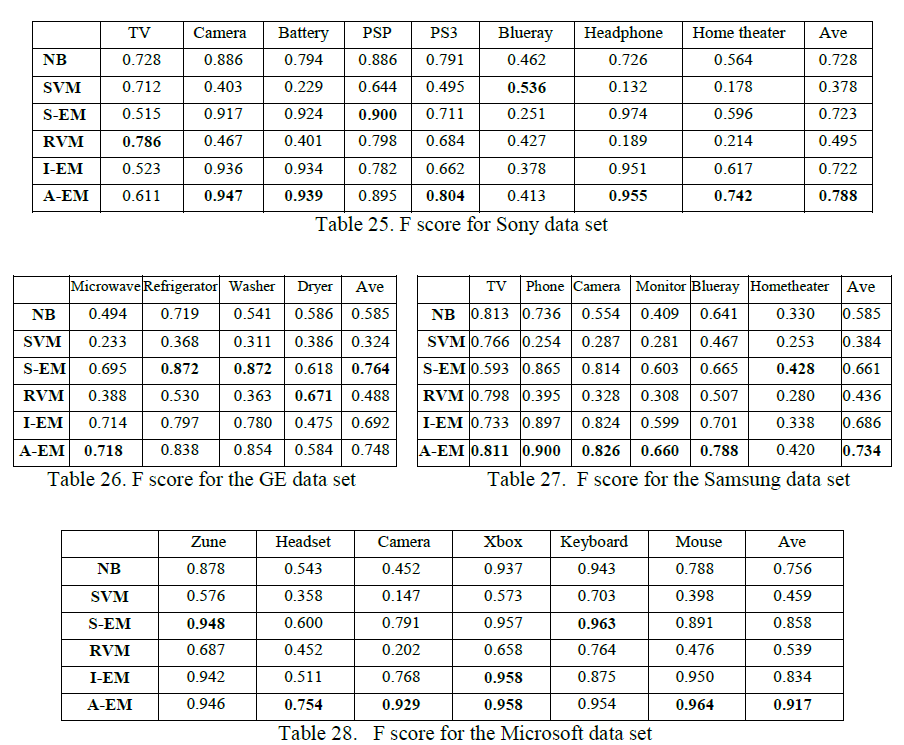 TV Camera Battery PSP PS3 Blueray Headphone Home theater Ave
NB 0.728 0.886 0.794 0.886 0.791 0.462 0.726 0.564 0.728
SVM 0.712 0.403 0.229 0.644 0.495 0.536 0.132 0.178 0.378
S-EM 0.515 0.917 0.924 0.900 0.711 0.251 0.974 0.596 0.723
RVM 0.786 0.467 0.401 0.798 0.684 0.427 0.189 0.214 0.495
I-EM 0.523 0.936 0.934 0.782 0.662 0.378 0.951 0.617 0.722
A-EM 0.611 0.947 0.939 0.895 0.804 0.413 0.955 0.742 0.788
Table 25. F score for Sony data set
Microwave Refrigerator Washer Dryer Ave
NB 0.494 0.719 0.541 0.586 0.585
SVM 0.233 0.368 0.311 0.386 0.324
S-EM 0.695 0.872 0.872 0.618 0.764
RVM 0.388 0.530 0.363 0.671 0.488
I-EM 0.714 0.797 0.780 0.475 0.692
A-EM 0.718 0.838 0.854 0.584 0.748
Table 26. F score for the GE data set
TV Phone Camera Monitor Blueray Hometheater Ave
NB 0.813 0.736 0.554 0.409 0.641 0.330 0.585
SVM 0.766 0.254 0.287 0.281 0.467 0.253 0.384
S-EM 0.593 0.865 0.814 0.603 0.665 0.428 0.661
RVM 0.798 0.395 0.328 0.308 0.507 0.280 0.436
I-EM 0.733 0.897 0.824 0.599 0.701 0.338 0.686
A-EM 0.811 0.900 0.826 0.660 0.788 0.420 0.734
Table 27. F score for the Samsung data set
Zune Headset Camera Xbox Keyboard Mouse Ave
NB 0.878 0.543 0.452 0.937 0.943 0.788 0.756
SVM 0.576 0.358 0.147 0.573 0.703 0.398 0.459
S-EM 0.948 0.600 0.791 0.957 0.963 0.891 0.858
RVM 0.687 0.452 0.202 0.658 0.764 0.476 0.539
I-EM 0.942 0.511 0.768 0.958 0.875 0.950 0.834
A-EM 0.946 0.754 0.929 0.958 0.954 0.964 0.917
Table 28. F score for the Microsoft data set